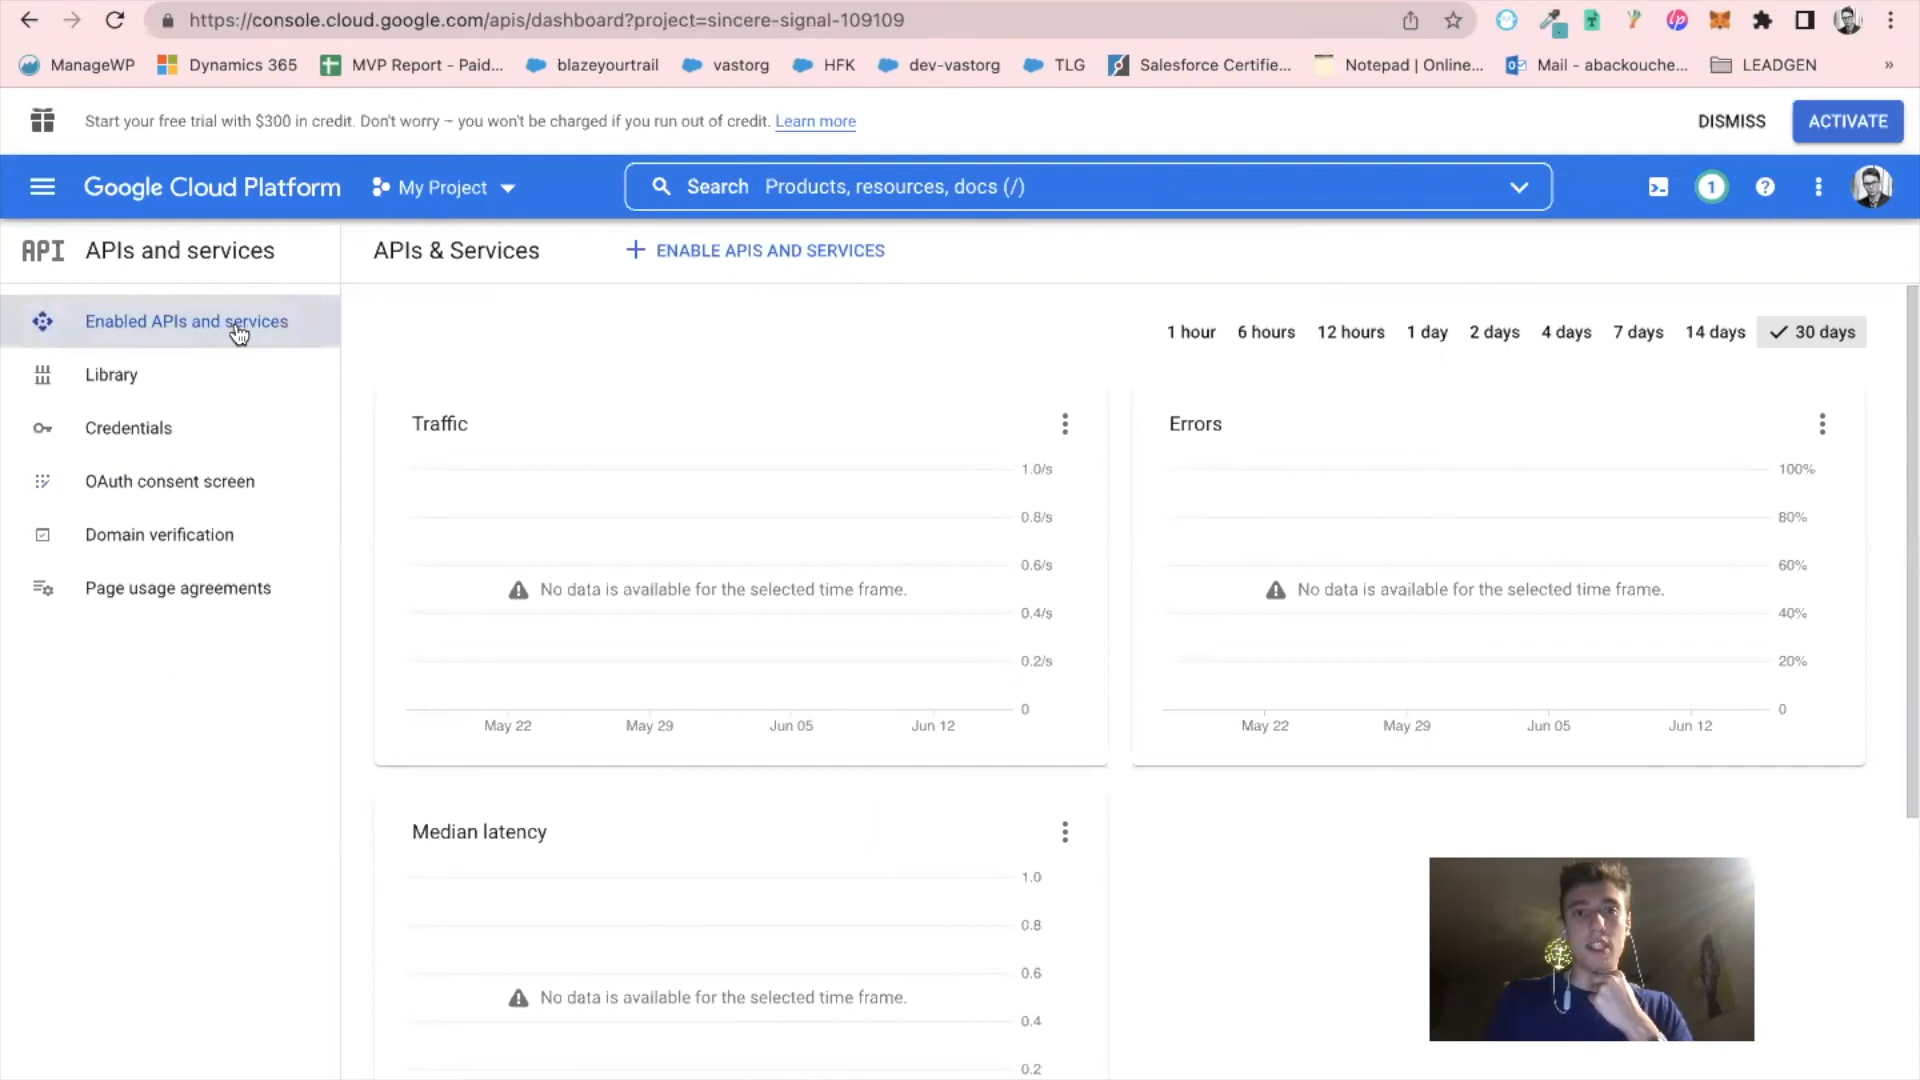 https://console.cloud.google.com/apis/dashboard?project=sincere-signal-109109
ManageWP
Dynamics 365
MVP Report - Paid...
blazeyourtrail
vastorg
HFK
dev-vastorg
TLG
Salesforce Certifie...
Notepad | Online...
Mail - abackouche...
LEADGEN
»
Start your free trial with $300 in credit. Don't worry – you won't be charged if you run out of credit. Learn more
DISMISS
ACTIVATE
Google Cloud Platform
My Project
Search Products, resources, docs (/)
1
API APIs and services
APIs & Services
+ ENABLE APIS AND SERVICES
Enabled APIs and services
Library
Credentials
OAuth consent screen
Domain verification
Page usage agreements
1 hour 6 hours 12 hours 1 day 2 days 4 days 7 days 14 days 30 days
Traffic
1.0/s
0.8/s
0.6/s
No data is available for the selected time frame.
0.4/s
0.2/s
0
May 22 May 29 Jun 05 Jun 12
Errors
100%
80%
60%
No data is available for the selected time frame.
40%
20%
0
May 22 May 29 Jun 05 Jun 12
Median latency
1.0
0.8
0.6
No data is available for the selected time frame.
0.4
0.2